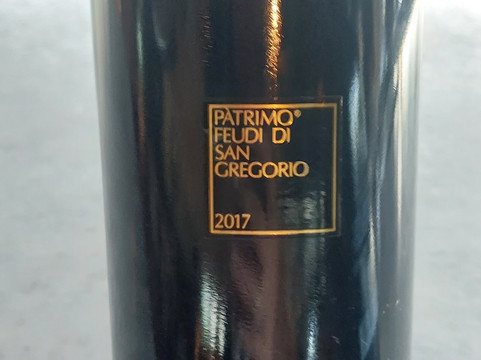 PATRIMO®
FEUDI DI
SAN
GREGORIO
2017